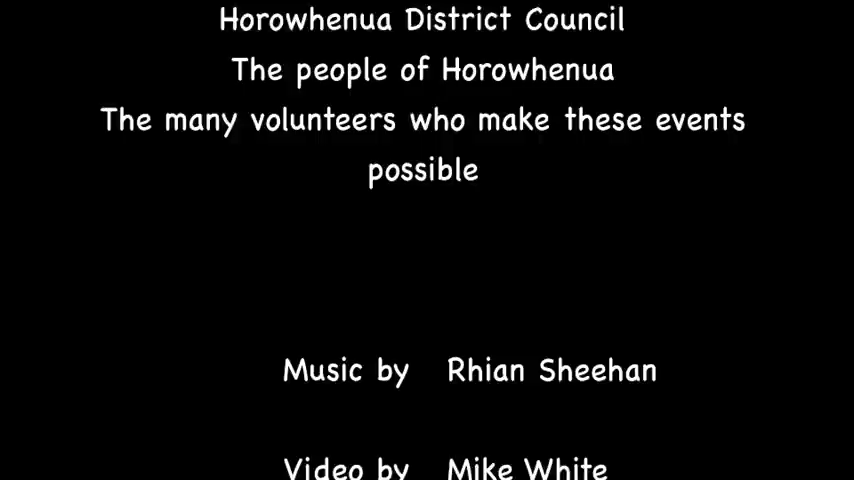 Horowhenua District Council
The people of Horowhenua
The many volunteers who make these events
possible
Music by Rhian Sheehan
Video by Mike White